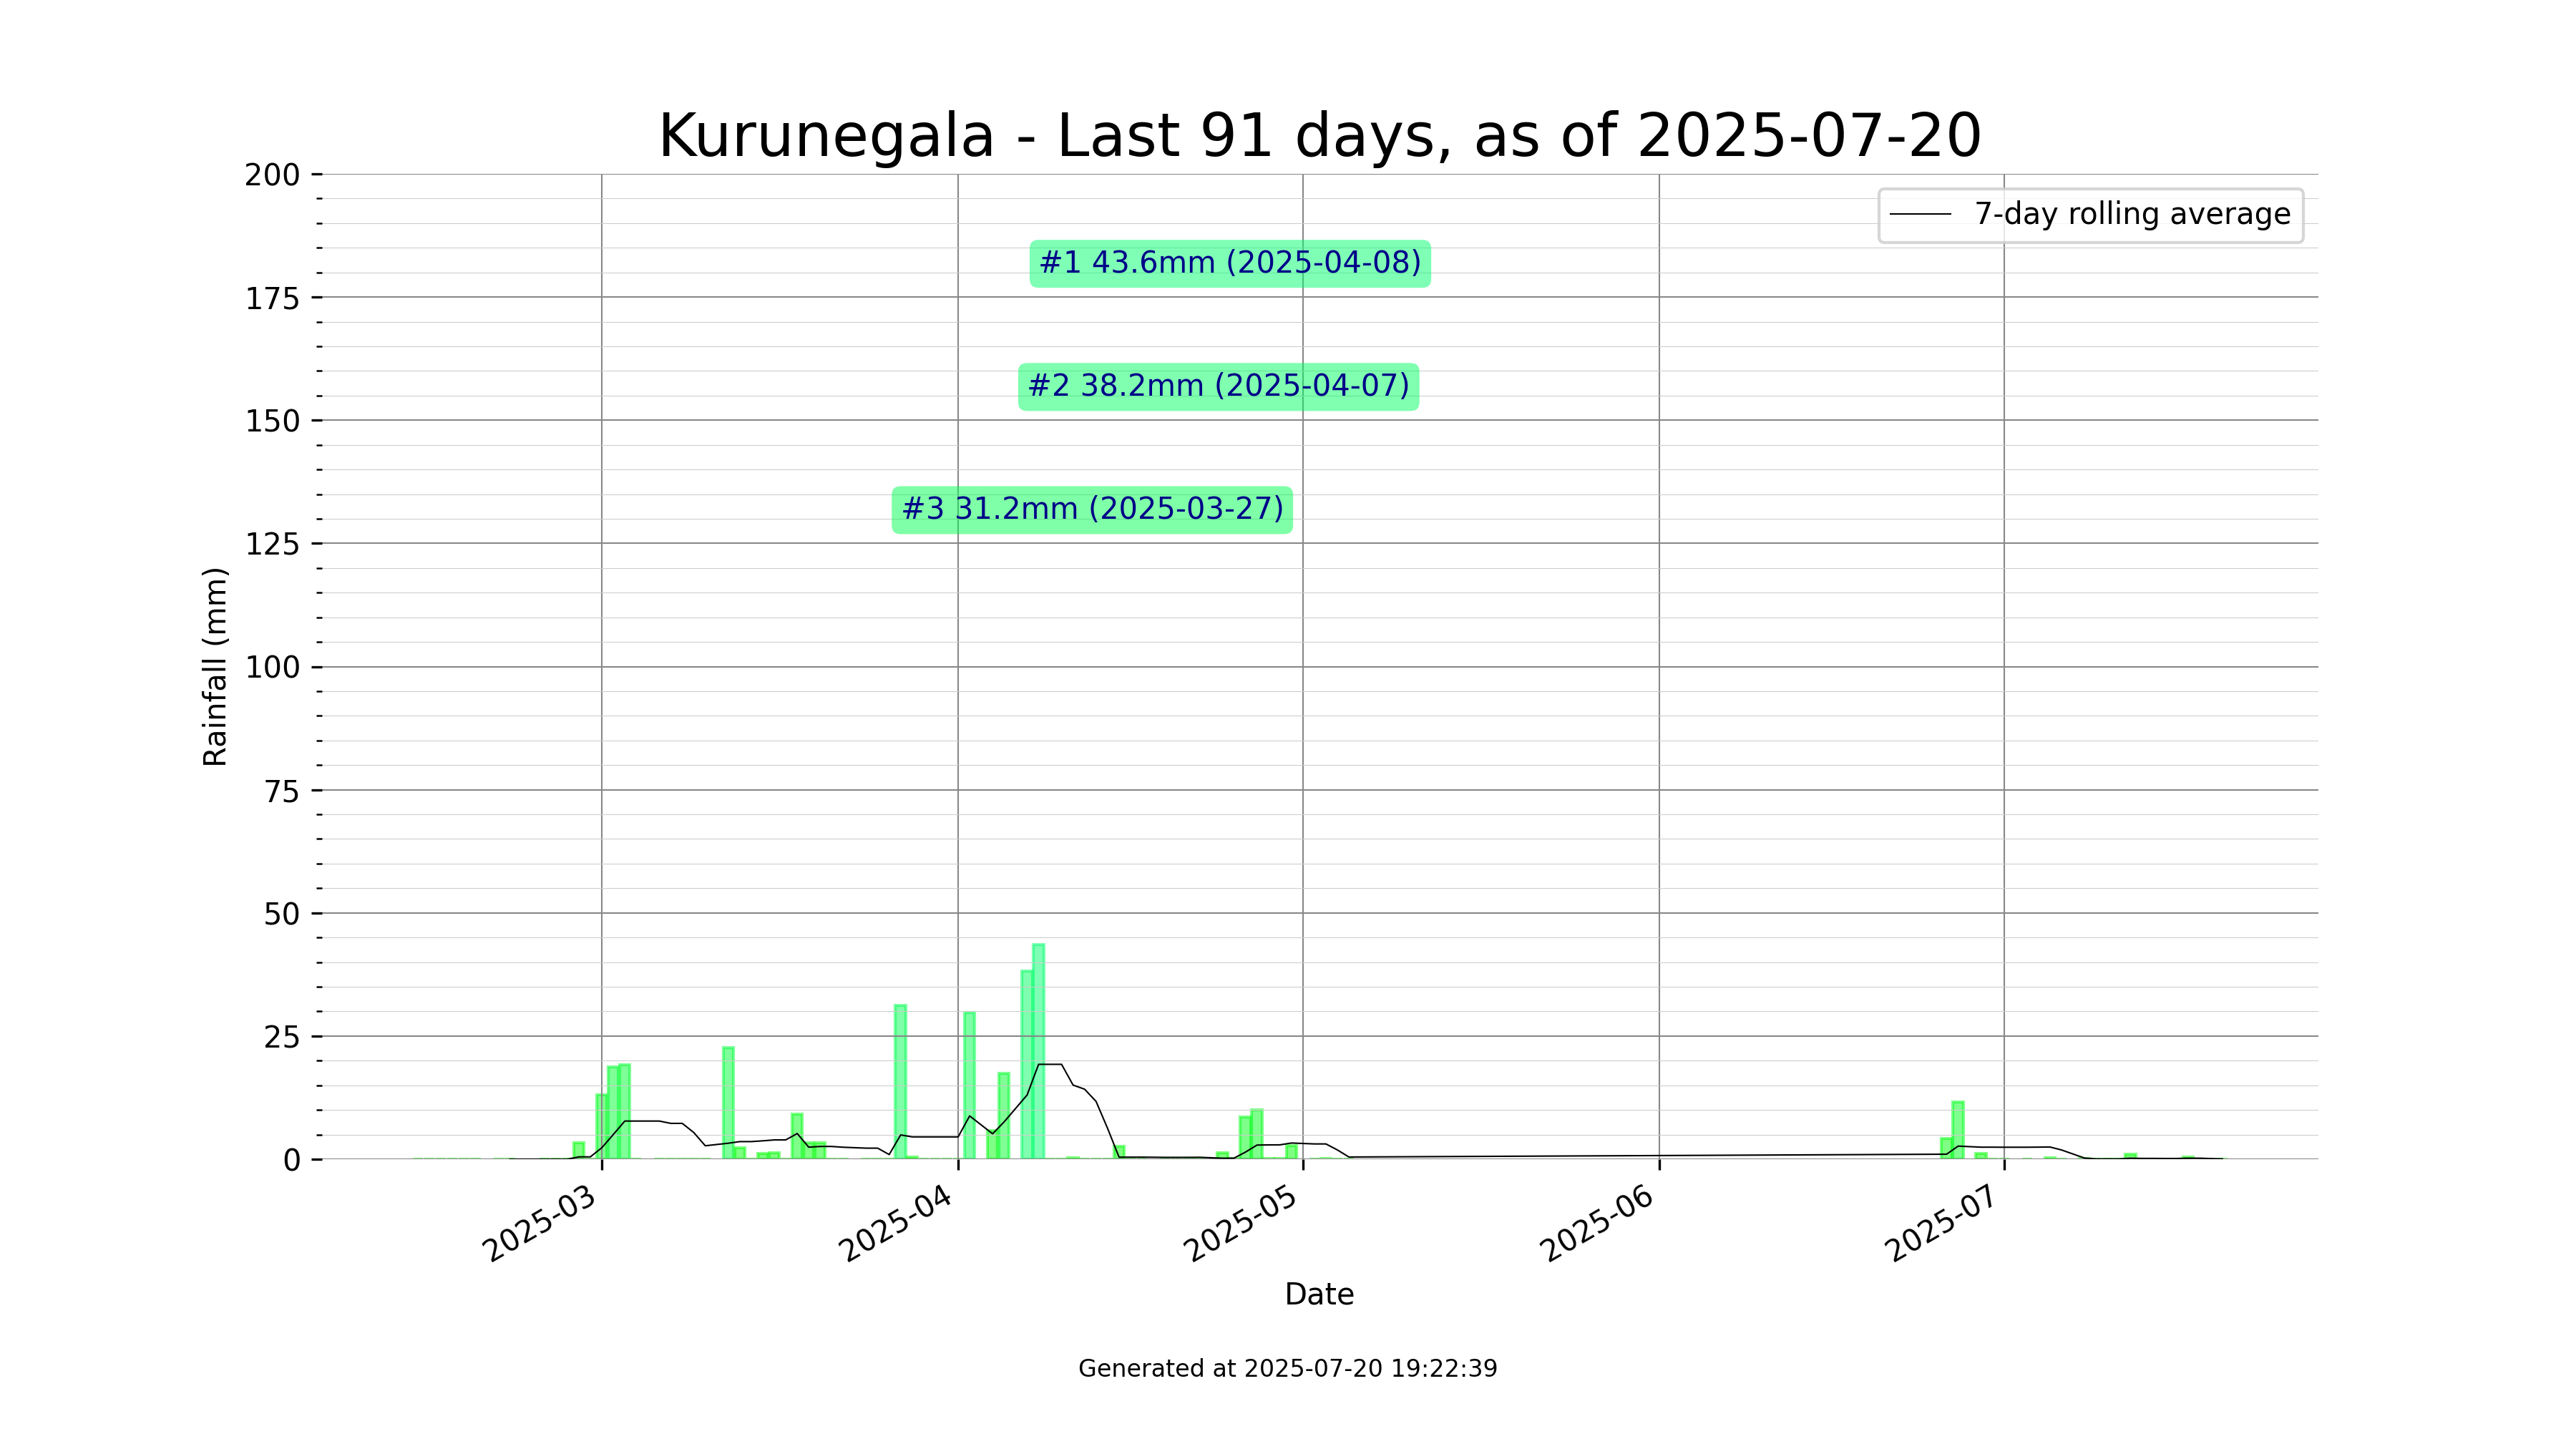 Kurunegala - Last 91 days, as of 2025-07-20
200
175
150
125
100
75
50
25
0
Rainfall (mm)
7-day rolling average
#1 43.6mm (2025-04-08)
#2 38.2mm (2025-04-07)
#3 31.2mm (2025-03-27)
2025-03
2025-04
2025-05
2025-06
2025-07
Date
Generated at 2025-07-20 19:22:39